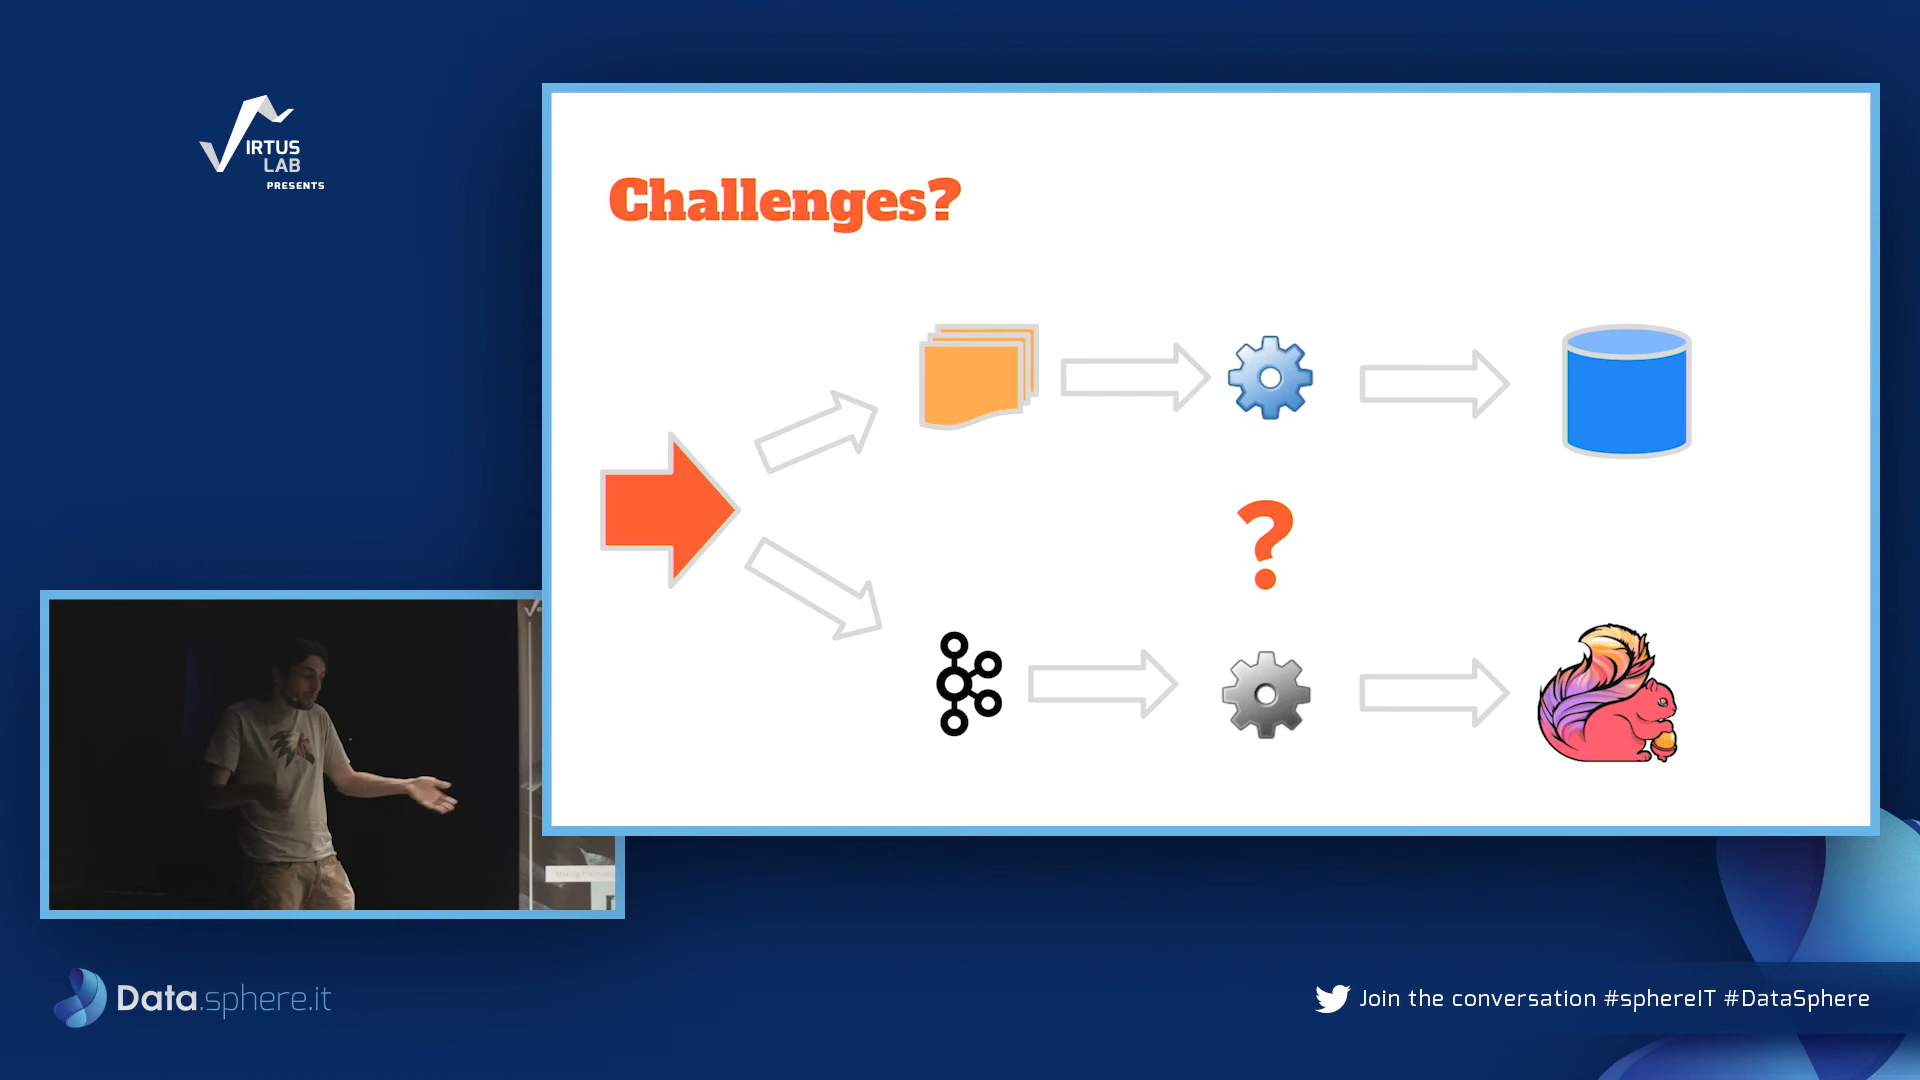 VIRTUS
LAB
PRESENTS
Challenges?
?
Data.sphere.it
Join the conversation #sphereIT #DataSphere